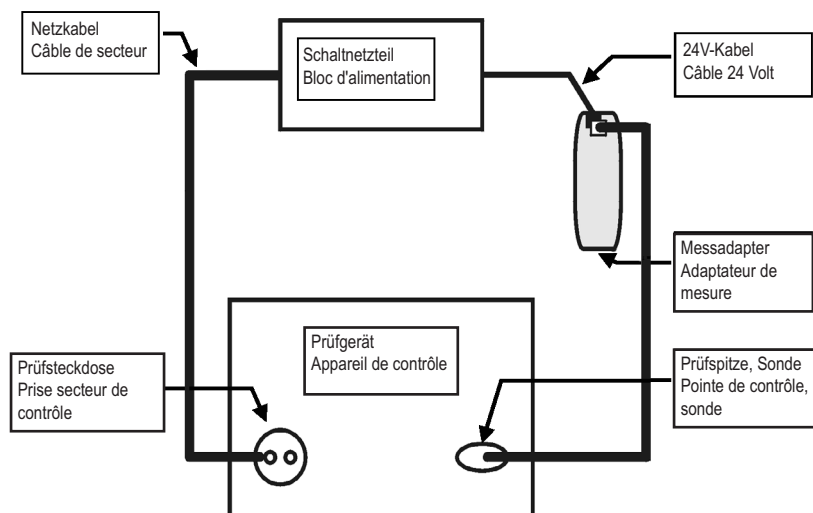 Netzkabel
Câble de secteur
Schaltnetzteil
Bloc d'alimentation
24V-Kabel
Câble 24 Volt
Messadapter
Adaptateur de
mesure
Prüfgerät
Appareil de contrôle
Prüfsteckdose
Prise secteur de
contrôle
Prüfspitze, Sonde
Pointe de contrôle,
sonde